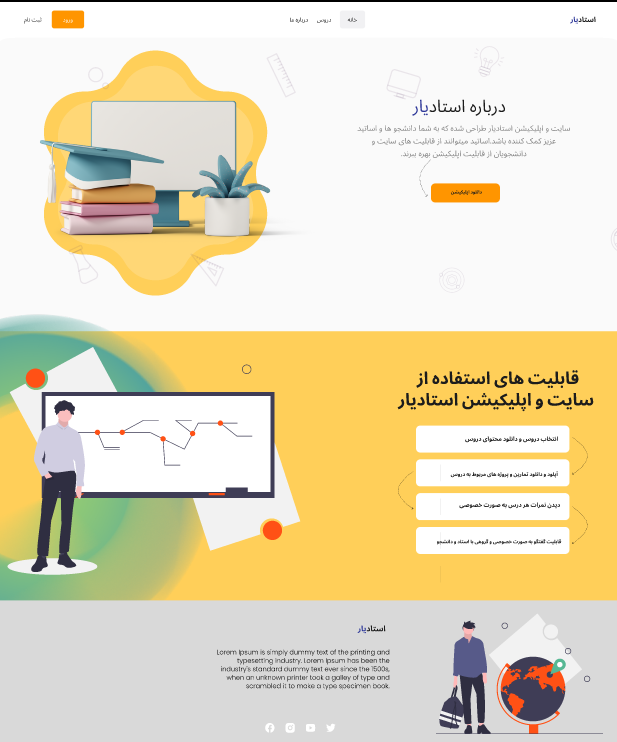 استادیار
خانه
دروس
درباره ما
ورود
ثبت نام
درباره استادیار
سایت و اپلیکیشن استادیار طراحی شده که به شما دانشجو ها و اساتید
عزیز کمک کننده باشد.اساتید میتوانند از قابلیت های سایت و
دانشجویان از قابلیت اپلیکیشن بهره ببرند.
دانلود اپلیکیشن
قابلیت های استفاده از
سایت و اپلیکیشن استادیار
انتخاب دروس و دانلود محتوای دروس
آپلود و دانلود تمارین و پروژه های مربوط به دروس
دیدن نمرات هر درس به صورت خصوصی
قابلیت گفتگو به صورت خصوصی و گروهی با استاد و دانشجو
استادیار
Lorem Ipsum is simply dummy text of the printing and
typesetting industry. Lorem Ipsum has been the
industry's standard dummy text ever since the 1500s,
when an unknown printer took a galley of type and
scrambled it to make a type specimen book.